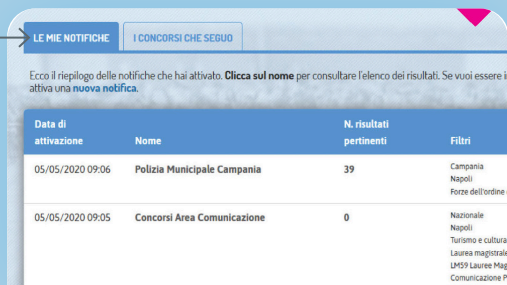 LE MIE NOTIFICHE
I CONCORSI CHE SEGUO
Ecco il riepilogo delle notifiche che hai attivato. Clicca sul nome per consultare l'elenco dei risultati. Se vuoi essere
attiva una nuova notifica.
Data di attivazione
Nome
N. risultati pertinenti
Filtri
05/05/2020 09:06
Polizia Municipale Campania
39
Campania
Napoli
Forze dell'ordine
05/05/2020 09:05
Concorsi Area Comunicazione
0
Nazionale
Napoli
Turismo e cultura
Laurea magistrale
LM59 Lauree Mag
Comunicazione P